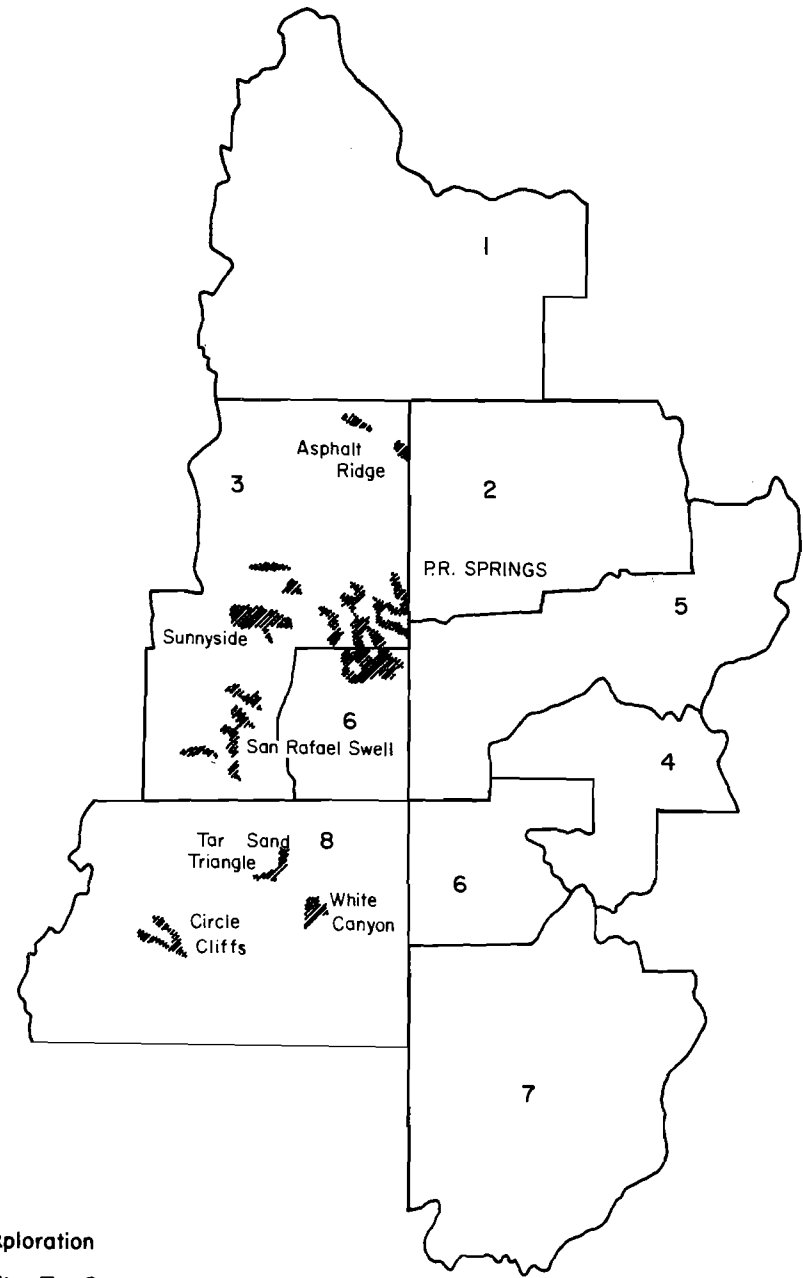 1
Asphalt
Ridge
3
2
P.R. SPRINGS
5
Sunnyside
6
San Rafael Swell
4
Tar Sand
Triangle
8
White
Canyon
6
Circle
Cliffs
7
xploration